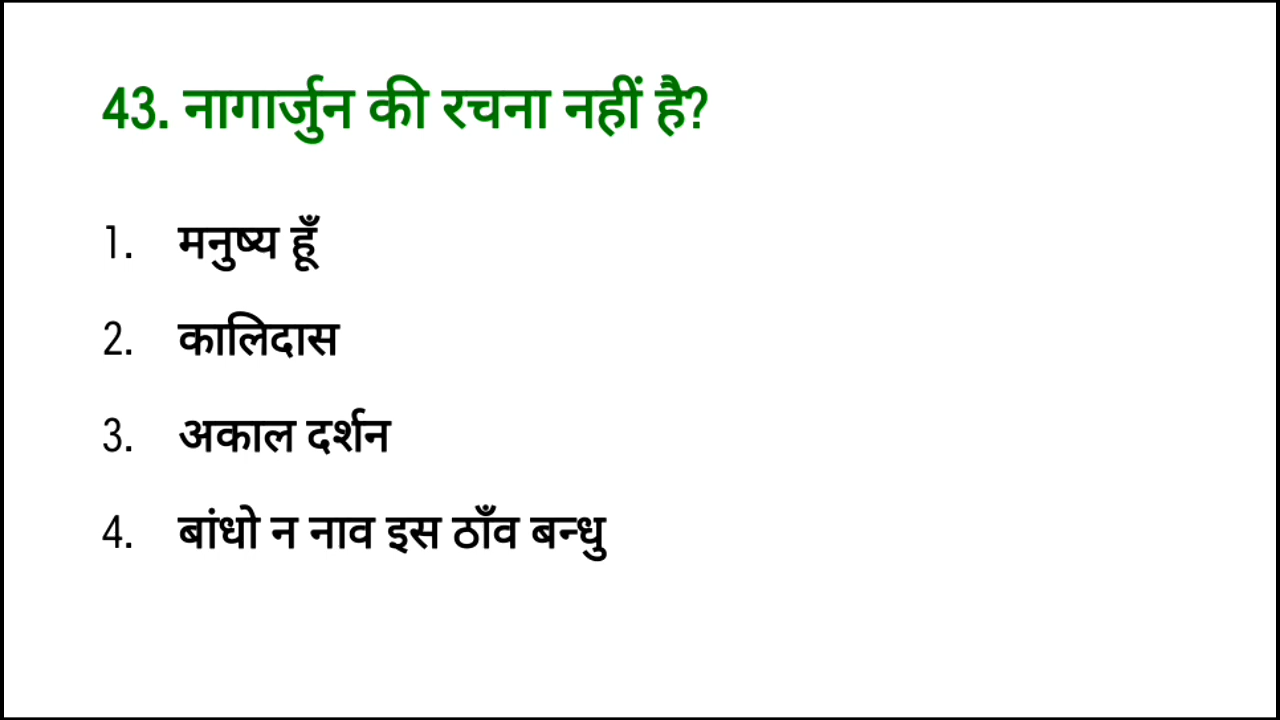 43. नागार्जुन की रचना नहीं है?
1. मनुष्य हूँ
2. कालिदास
3. अकाल दर्शन
4. बांधो न नाव इस ठाँव बन्धु